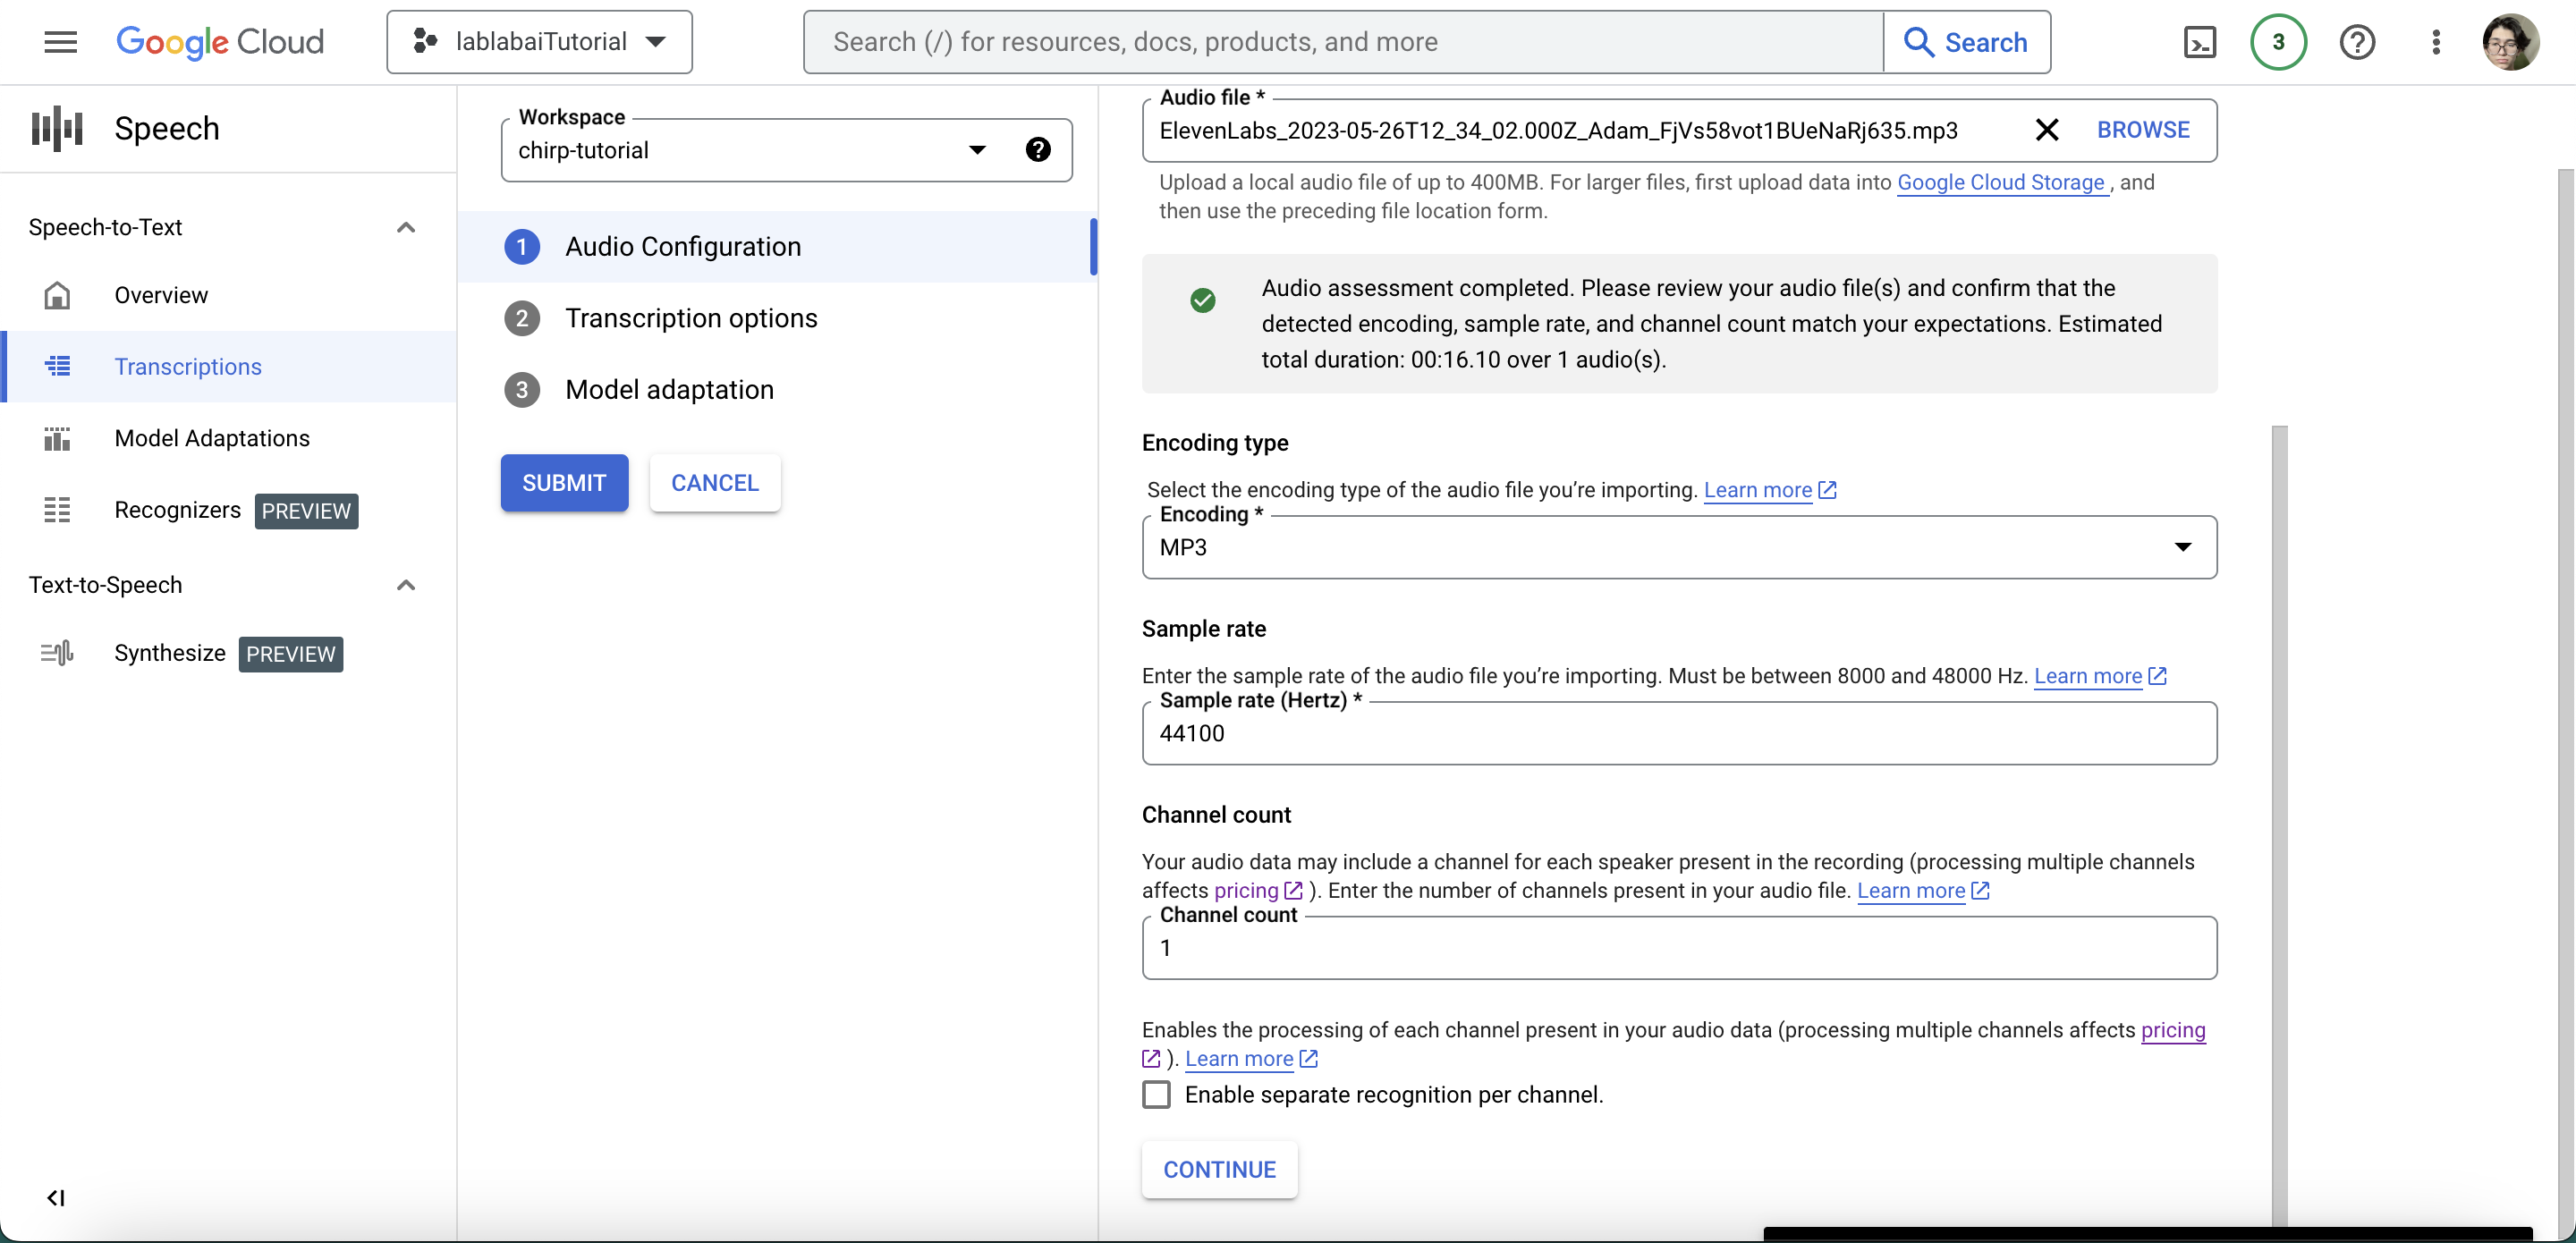 Google Cloud
lablabaiTutorial
Search (/) for resources, docs, products, and more
Search
3
Speech
Speech-to-Text
Overview
Transcriptions
Model Adaptations
Recognizers PREVIEW
Text-to-Speech
Synthesize PREVIEW
Workspace
chirp-tutorial
1 Audio Configuration
2 Transcription options
3 Model adaptation
SUBMIT CANCEL
Audio file *
ElevenLabs_2023-05-26T12_34_02.000Z_Adam_FjVs58vot1BUeNaRj635.mp3 BROWSE
Upload a local audio file of up to 400MB. For larger files, first upload data into Google Cloud Storage , and
then use the preceding file location form.
Audio assessment completed. Please review your audio file(s) and confirm that the
detected encoding, sample rate, and channel count match your expectations. Estimated
total duration: 00:16.10 over 1 audio(s).
Encoding type
Select the encoding type of the audio file you’re importing. Learn more
Encoding *
MP3
Sample rate
Enter the sample rate of the audio file you’re importing. Must be between 8000 and 48000 Hz. Learn more
Sample rate (Hertz) *
44100
Channel count
Your audio data may include a channel for each speaker present in the recording (processing multiple channels
affects pricing ). Enter the number of channels present in your audio file. Learn more
Channel count
1
Enables the processing of each channel present in your audio data (processing multiple channels affects pricing
). Learn more
Enable separate recognition per channel.
CONTINUE